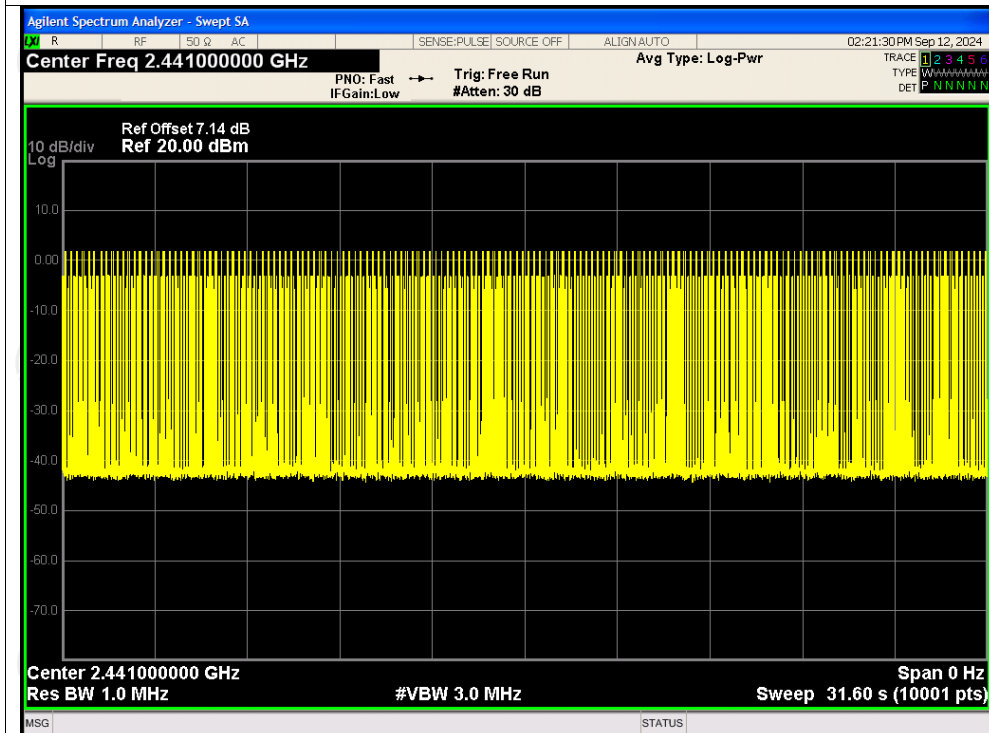 Agilent Spectrum Analyzer - Swept SA
LXI R RF 50 Ω AC SENSE:PULSE SOURCE OFF ALIGN AUTO 02:21:30 PM Sep 12, 2024
Center Freq 2.441000000 GHz
Avg Type: Log-Pwr
TRACE 1 2 3 4 5 6
PNO: Fast
Trig: Free Run
TYPE W
IFGain:Low
#Atten: 30 dB
DET P N N N N N
Ref Offset 7.14 dB
10 dB/div Ref 20.00 dBm
Log
10.0
0.00
-10.0
-20.0
-30.0
-40.0
-50.0
-60.0
-70.0
Center 2.441000000 GHz Span 0 Hz
Res BW 1.0 MHz #VBW 3.0 MHz Sweep 31.60 s (10001 pts)
MSG STATUS